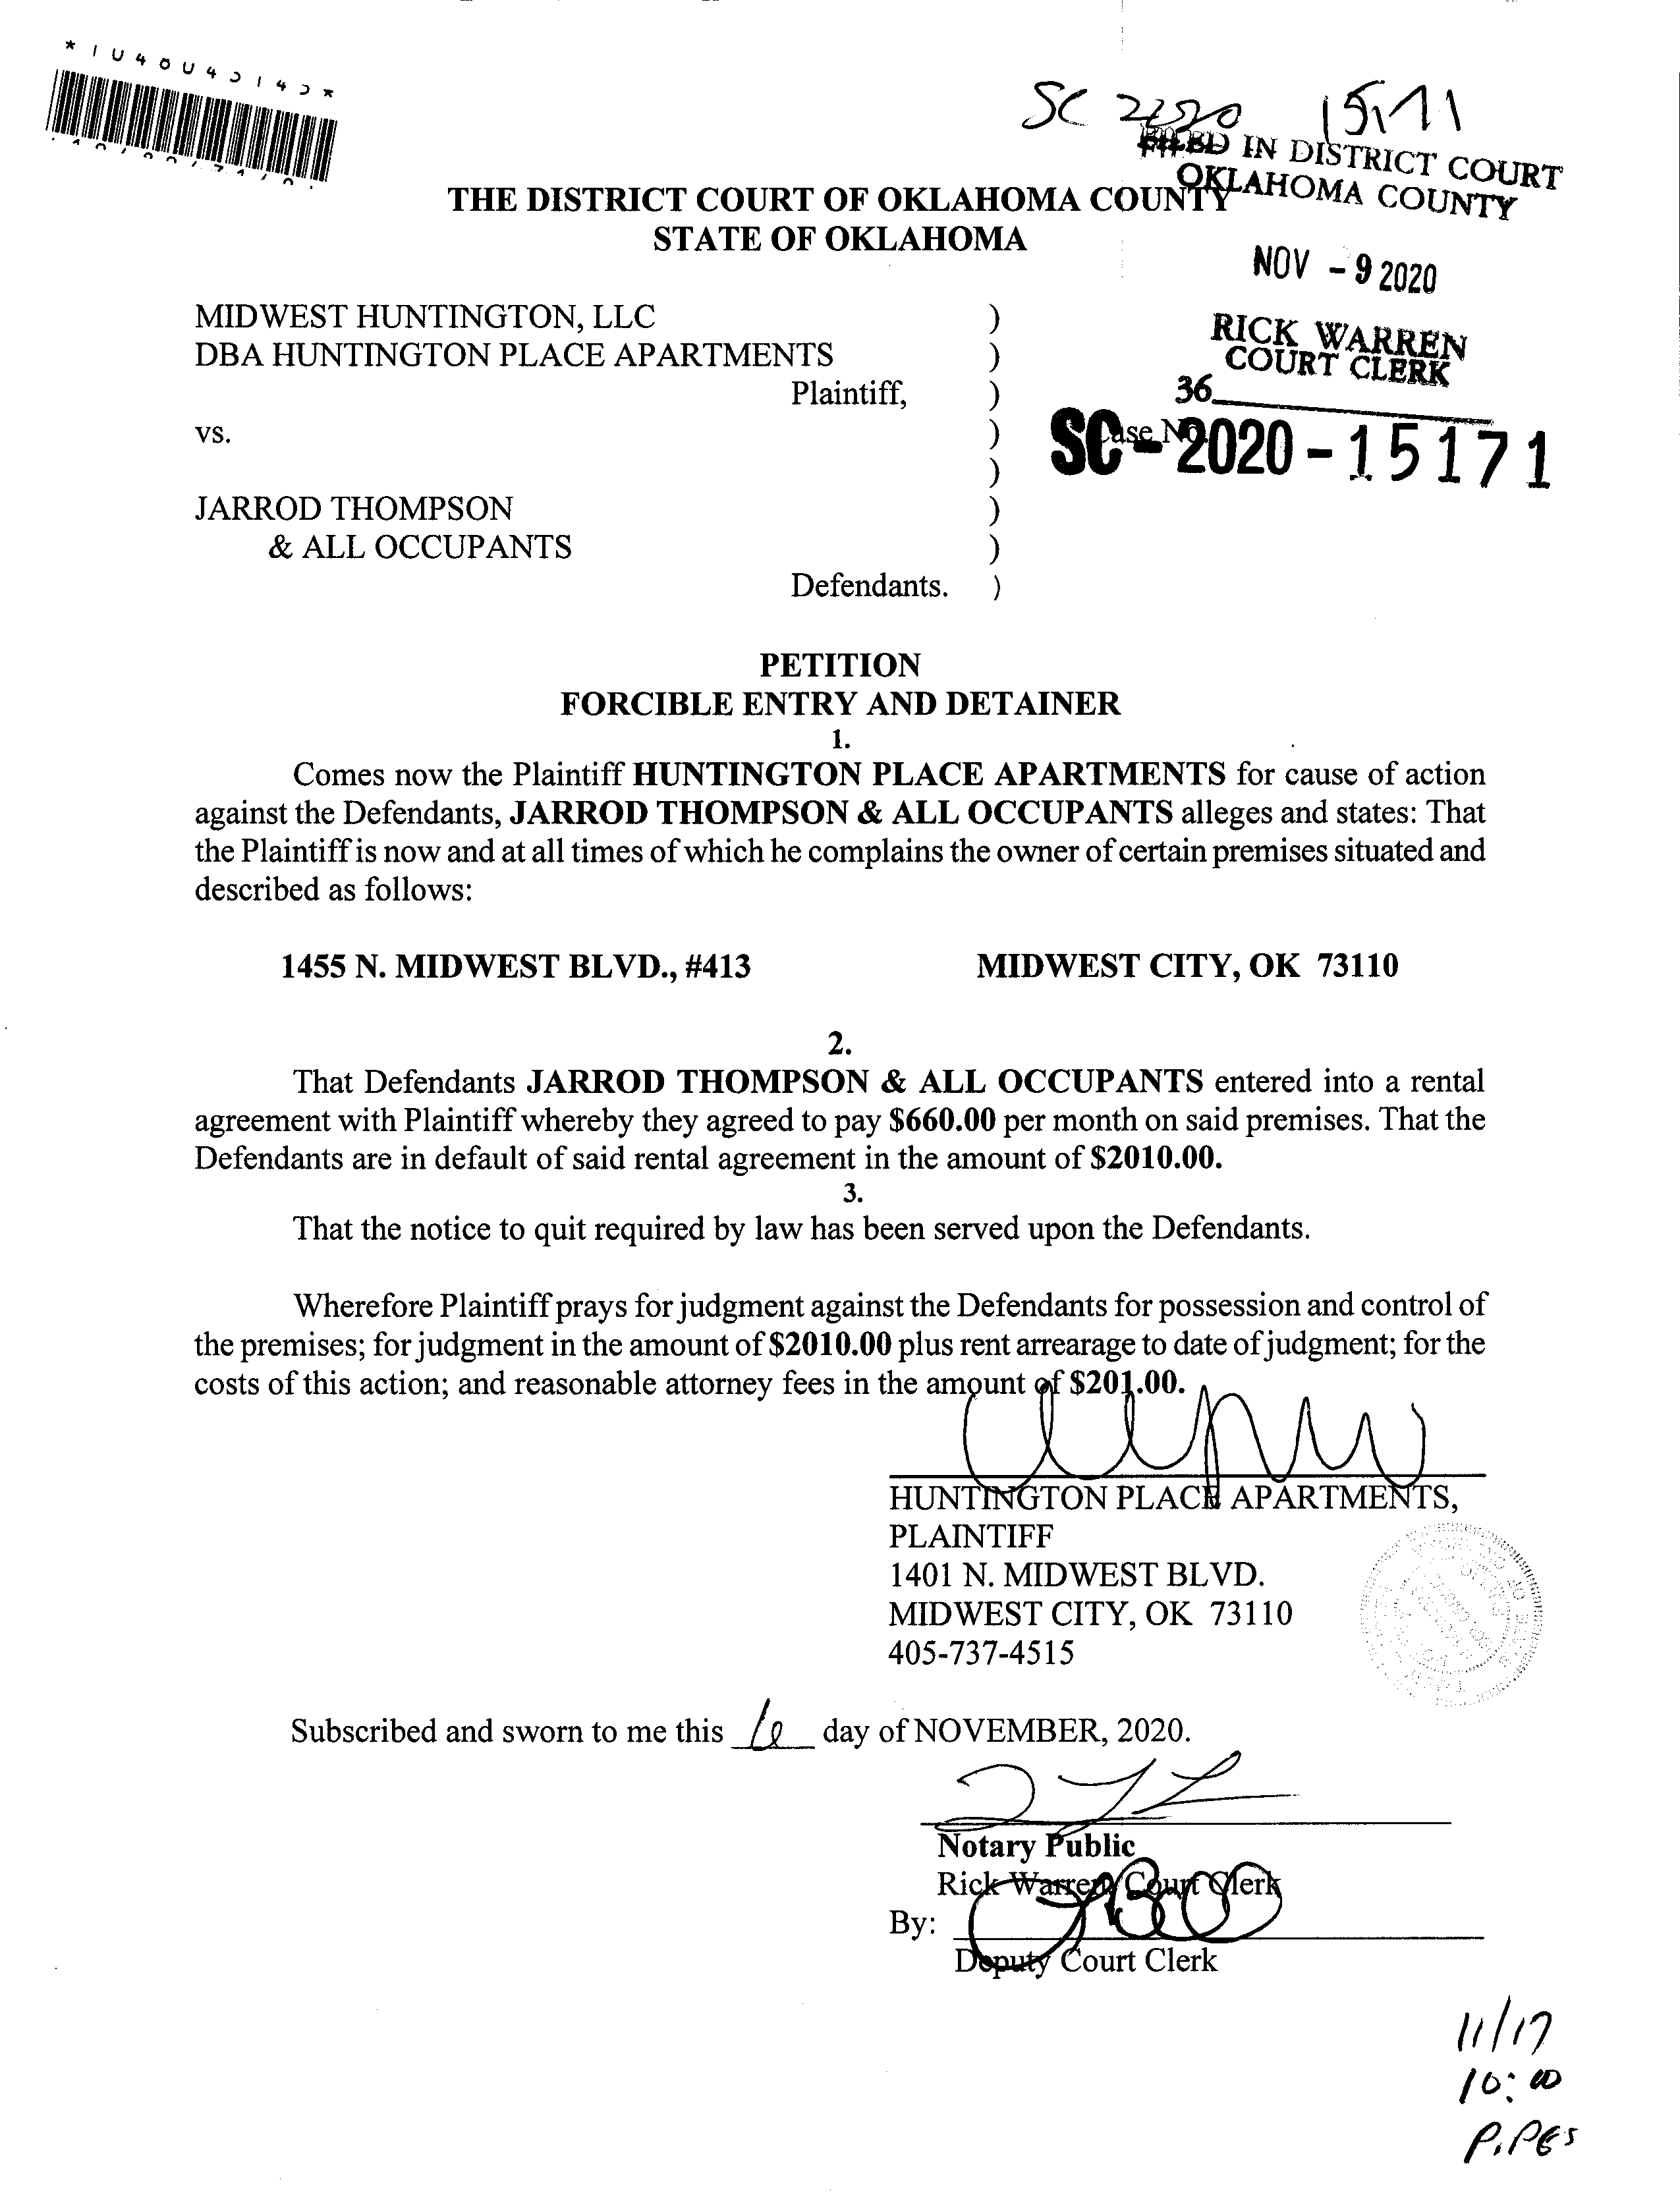 SC 2020 15171
FILED IN DISTRICT COURT
OKLAHOMA COUNTY
THE DISTRICT COURT OF OKLAHOMA COUNTY
STATE OF OKLAHOMA
NOV - 9 2020
MIDWEST HUNTINGTON, LLC )
DBA HUNTINGTON PLACE APARTMENTS )
Plaintiff, )
RICK WARREN
COURT CLERK
36
vs. )
Case No.
SC - 2020 - 15171
)
JARROD THOMPSON )
& ALL OCCUPANTS )
Defendants. )
PETITION
FORCIBLE ENTRY AND DETAINER
1.
Comes now the Plaintiff HUNTINGTON PLACE APARTMENTS for cause of action
against the Defendants, JARROD THOMPSON & ALL OCCUPANTS alleges and states: That
the Plaintiff is now and at all times of which he complains the owner of certain premises situated and
described as follows:
1455 N. MIDWEST BLVD., #413 MIDWEST CITY, OK 73110
2.
That Defendants JARROD THOMPSON & ALL OCCUPANTS entered into a rental
agreement with Plaintiff whereby they agreed to pay $660.00 per month on said premises. That the
Defendants are in default of said rental agreement in the amount of $2010.00.
3.
That the notice to quit required by law has been served upon the Defendants.
Wherefore Plaintiff prays for judgment against the Defendants for possession and control of
the premises; for judgment in the amount of $2010.00 plus rent arrearage to date of judgment; for the
costs of this action; and reasonable attorney fees in the amount of $201.00.
HUNTINGTON PLACE APARTMENTS,
PLAINTIFF
1401 N. MIDWEST BLVD.
MIDWEST CITY, OK 73110
405-737-4515
Subscribed and sworn to me this 6 day of NOVEMBER, 2020.
Notary Public
Rick Warren, Court Clerk
By:
Deputy Court Clerk
11/17
10:00